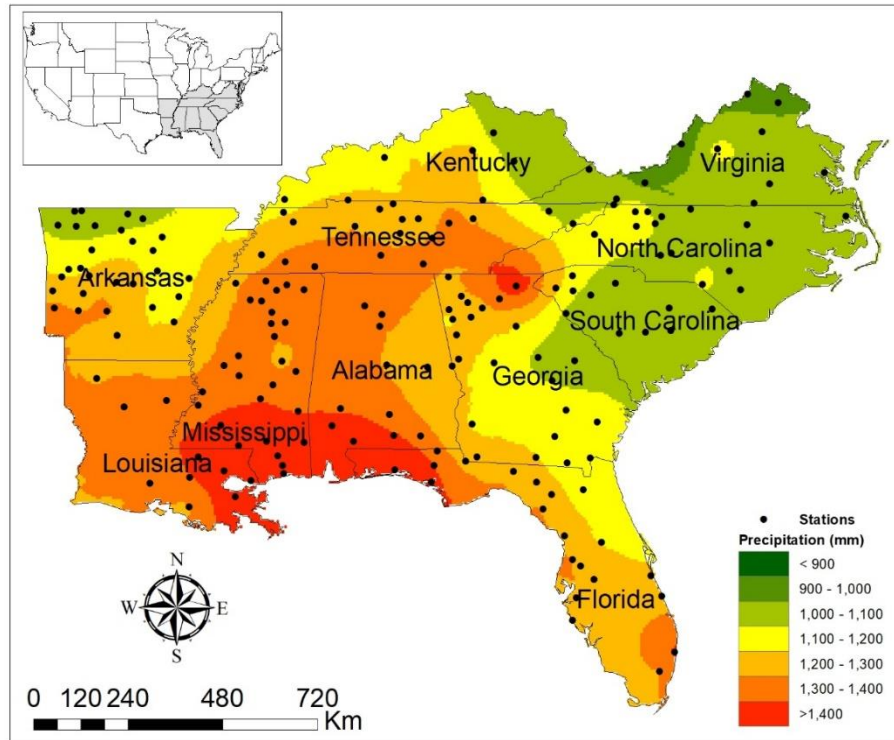 Kentucky
Virginia
Tennessee
North Carolina
Arkansas
South Carolina
Alabama
Georgia
Mississippi
Louisiana
Florida
N
W
E
S
0 120 240 480 720
Km
Stations
Precipitation (mm)
< 900
900 - 1,000
1,000 - 1,100
1,100 - 1,200
1,200 - 1,300
1,300 - 1,400
>1,400